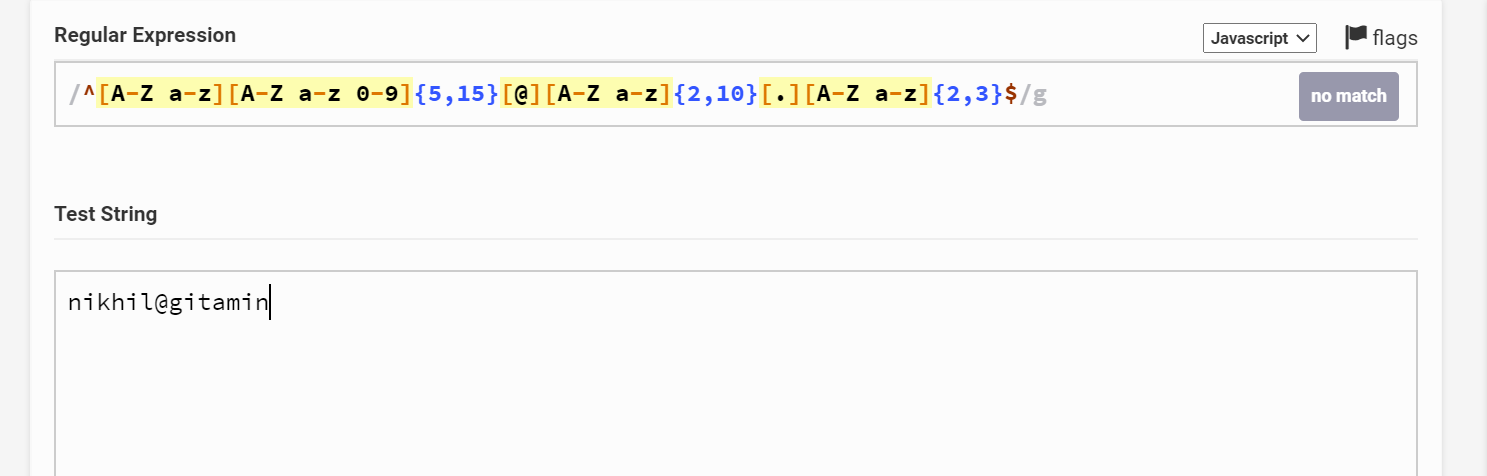 Regular Expression
Javascript flags
/^[A-Z a-z][A-Z a-z 0-9]{5,15}[@][A-Z a-z]{2,10}[.][A-Z a-z]{2,3}$/g
no match
Test String
nikhil@gitamin